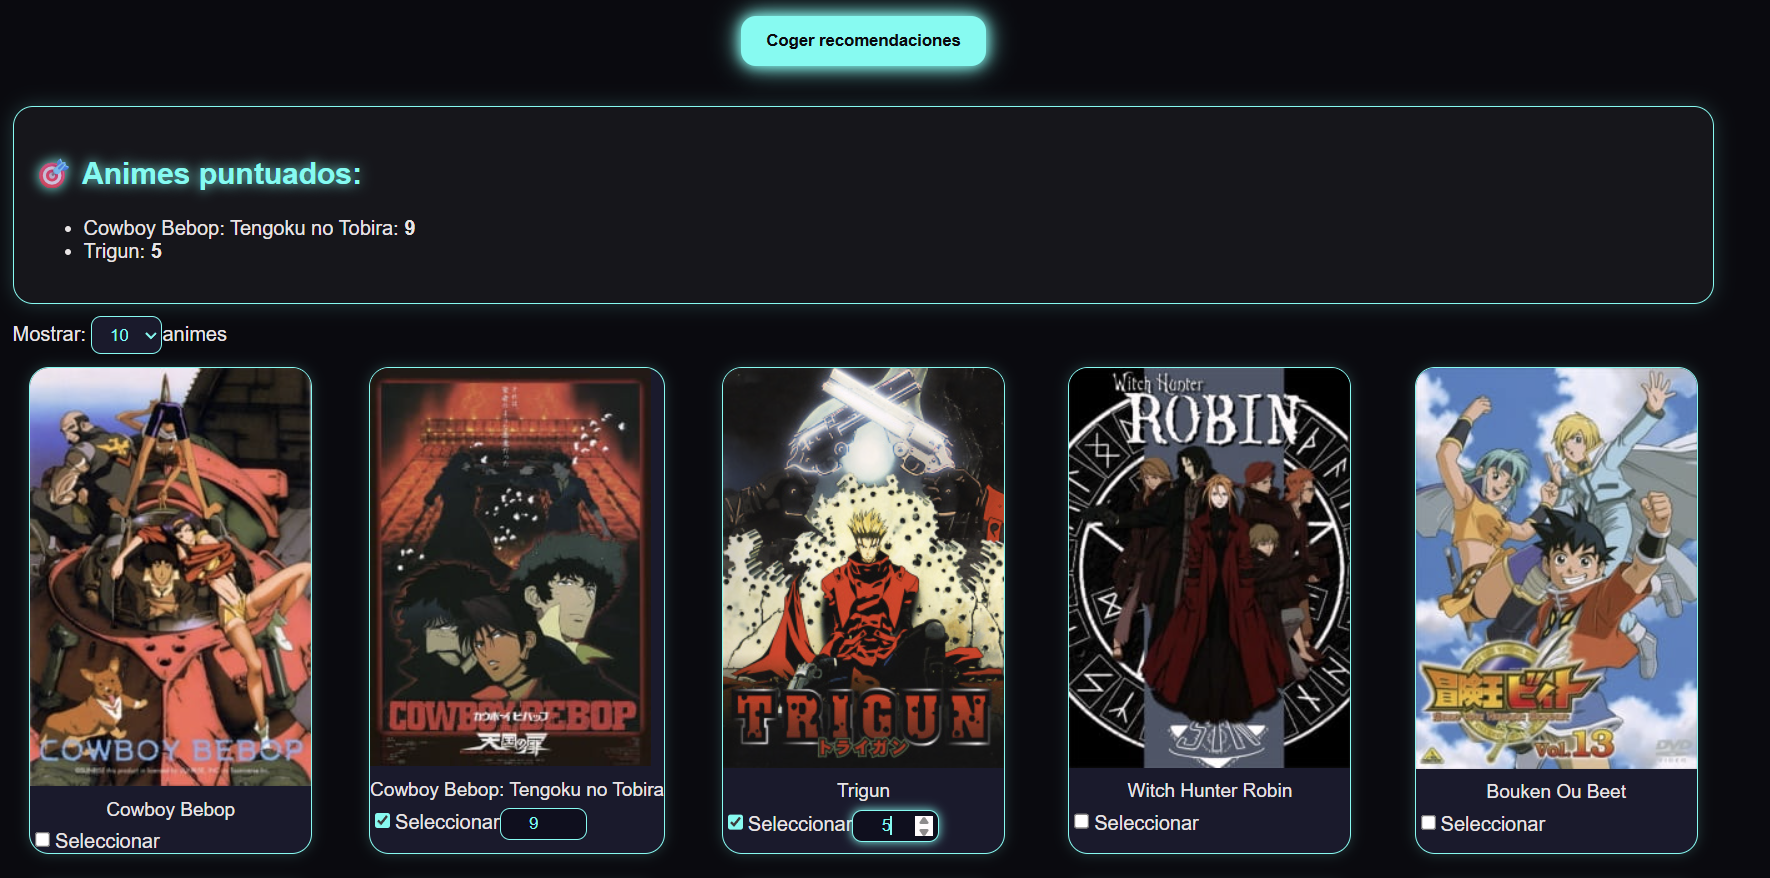 Coger recomendaciones
🎯 Animes puntuados:
• Cowboy Bebop: Tengoku no Tobira: 9
• Trigun: 5
Mostrar: 10 animes
COWBOY BEBOP
Cowboy Bebop
Seleccionar
COWBOY BEBOP
カウボーイビバップ
天国の扉
Cowboy Bebop: Tengoku no Tobira
Seleccionar 9
TRIGUN
トライガン
Trigun
Seleccionar 5
Witch Hunter
ROBIN
Witch Hunter Robin
Seleccionar
冒険王ビィト
Vol.13
DVD
VIDEO
Bouken Ou Beet
Seleccionar